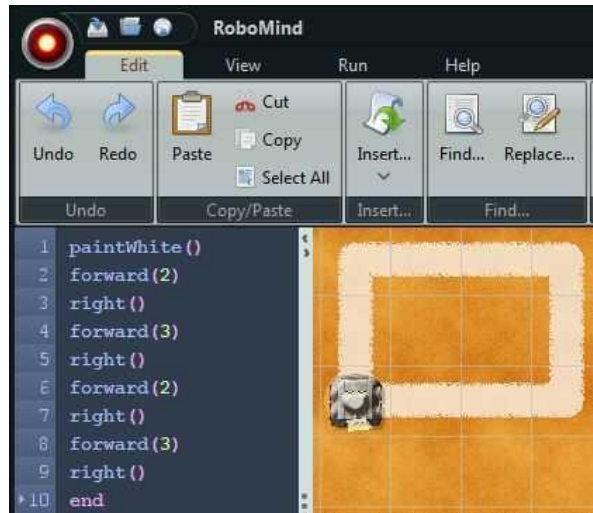 RoboMind
Edit View Run Help
Undo Redo Paste Cut Copy Select All Insert... Find... Replace...
Undo Copy/Paste Insert... Find...
1 paintWhite()
2 forward(2)
3 right()
4 forward(3)
5 right()
6 forward(2)
7 right()
8 forward(3)
9 right()
10 end